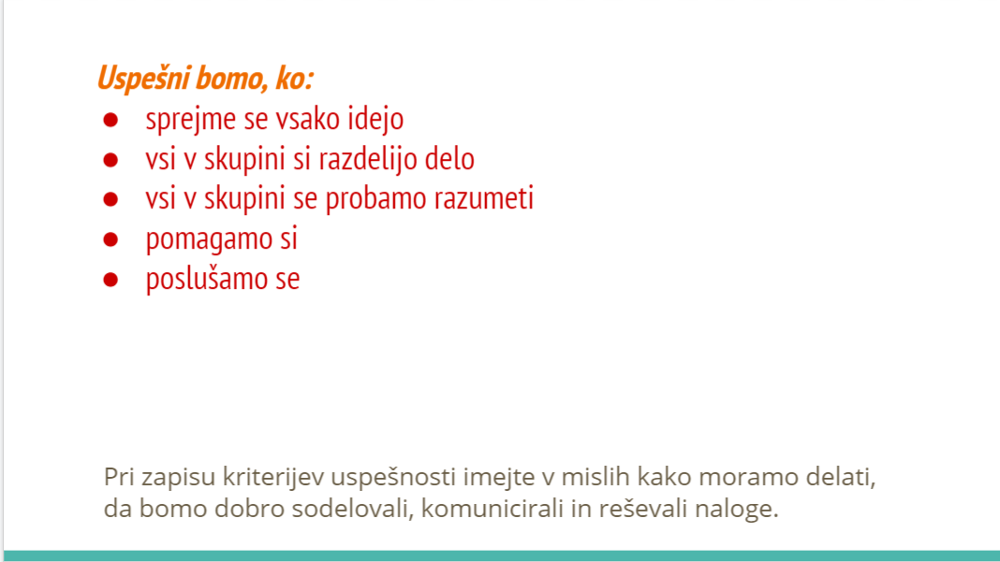 Uspešni bomo, ko:
● sprejme se vsako idejo
● vsi v skupini si razdelijo delo
● vsi v skupini se probamo razumeti
● pomagamo si
● poslušamo se
Pri zapisu kriterijev uspešnosti imejte v mislih kako moramo delati,
da bomo dobro sodelovali, komunicirali in reševali naloge.